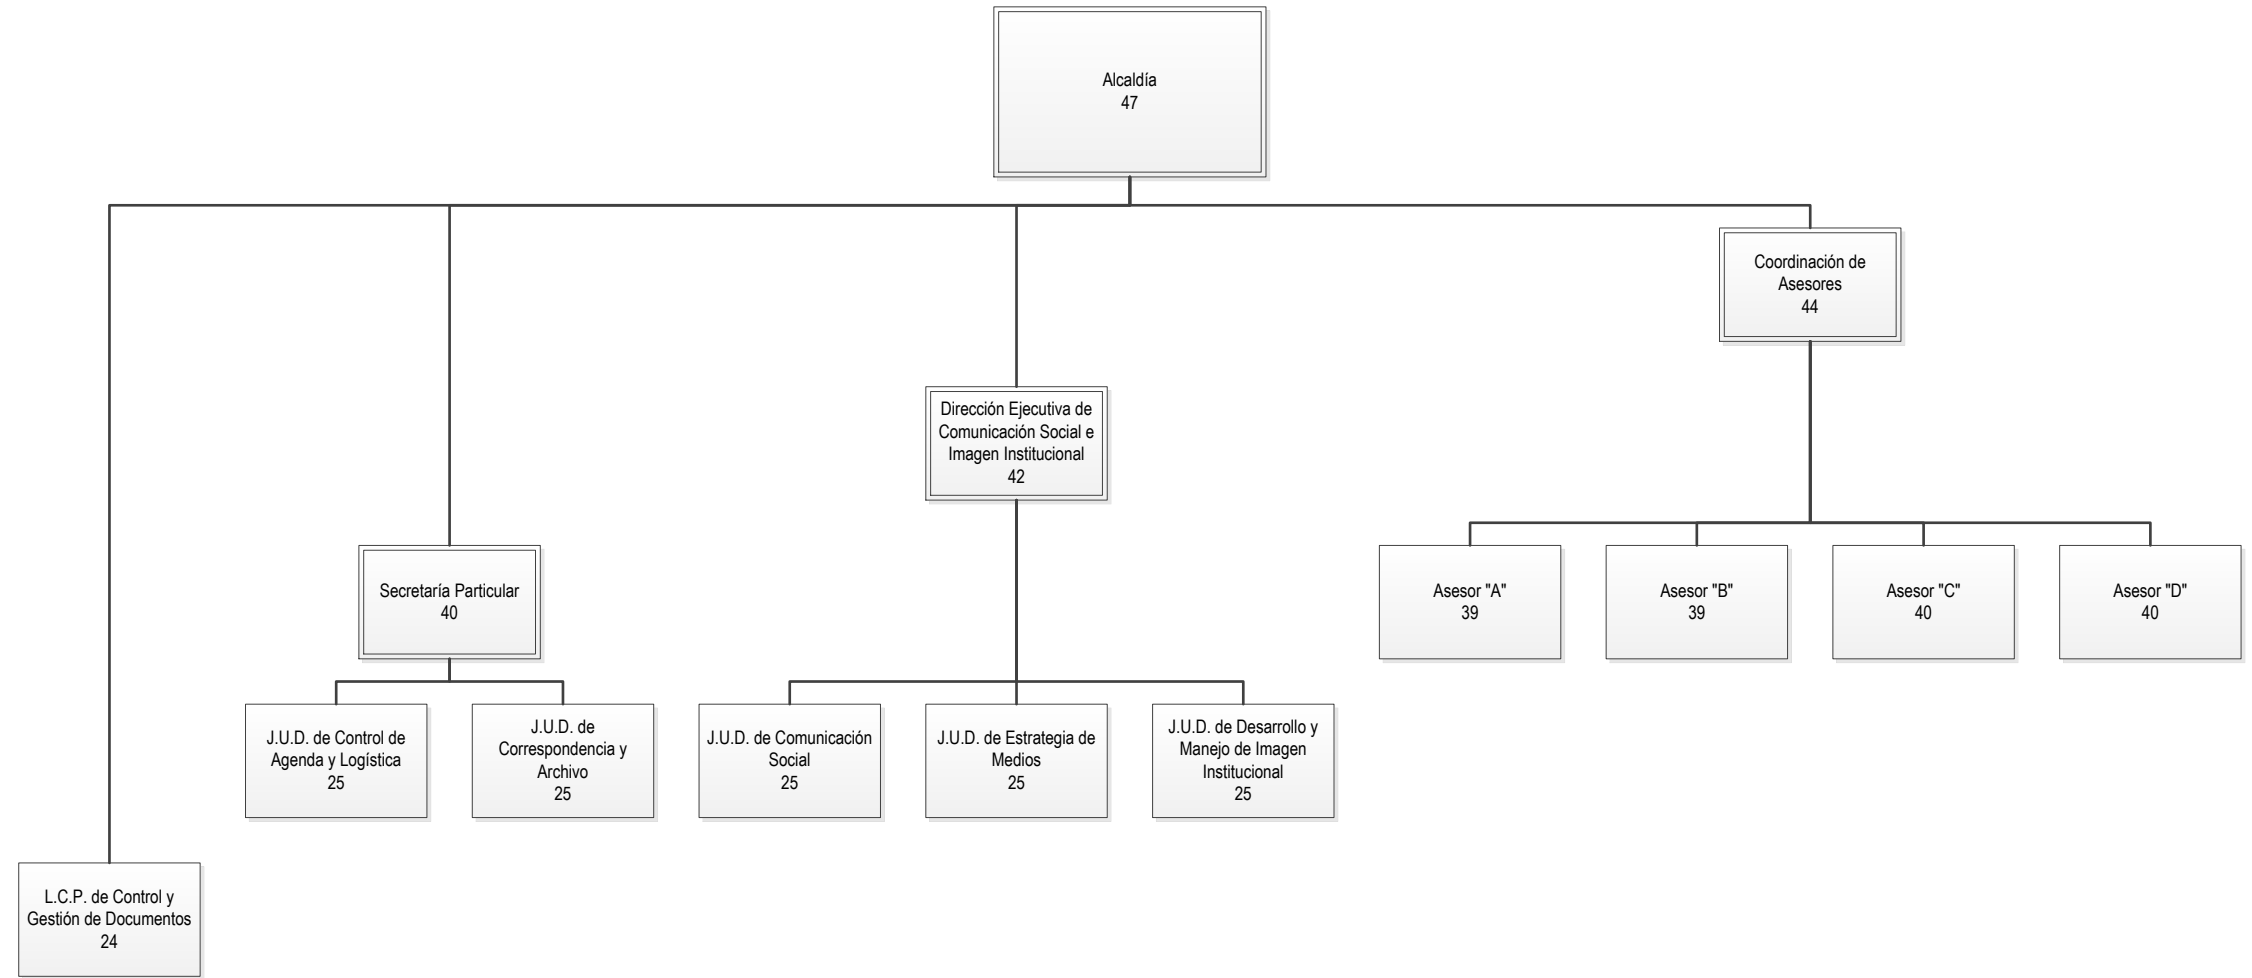 Alcaldía
47
Coordinación de
Asesores
44
Dirección Ejecutiva de
Comunicación Social e
Imagen Institucional
42
Secretaría Particular
40
Asesor "A"
39
Asesor "B"
39
Asesor "C"
40
Asesor "D"
40
J.U.D. de Control de
Agenda y Logística
25
J.U.D. de
Correspondencia y
Archivo
25
J.U.D. de Comunicación
Social
25
J.U.D. de Estrategia de
Medios
25
J.U.D. de Desarrollo y
Manejo de Imagen
Institucional
25
L.C.P. de Control y
Gestión de Documentos
24